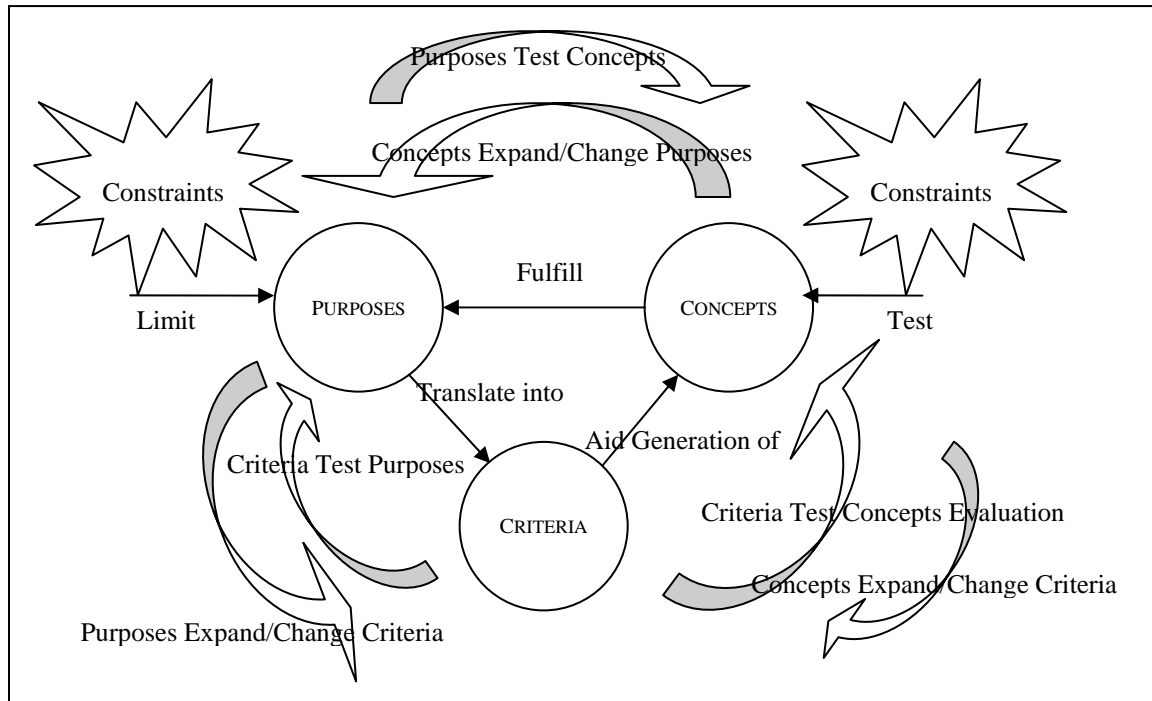 Purposes Test Concepts
Concepts Expand/Change Purposes
Constraints
Constraints
Fulfill
PURPOSES
CONCEPTS
Limit
Test
Translate into
Aid Generation of
Criteria Test Purposes
Criteria Test Concepts Evaluation
CRITERIA
Concepts Expand/Change Criteria
Purposes Expand/Change Criteria